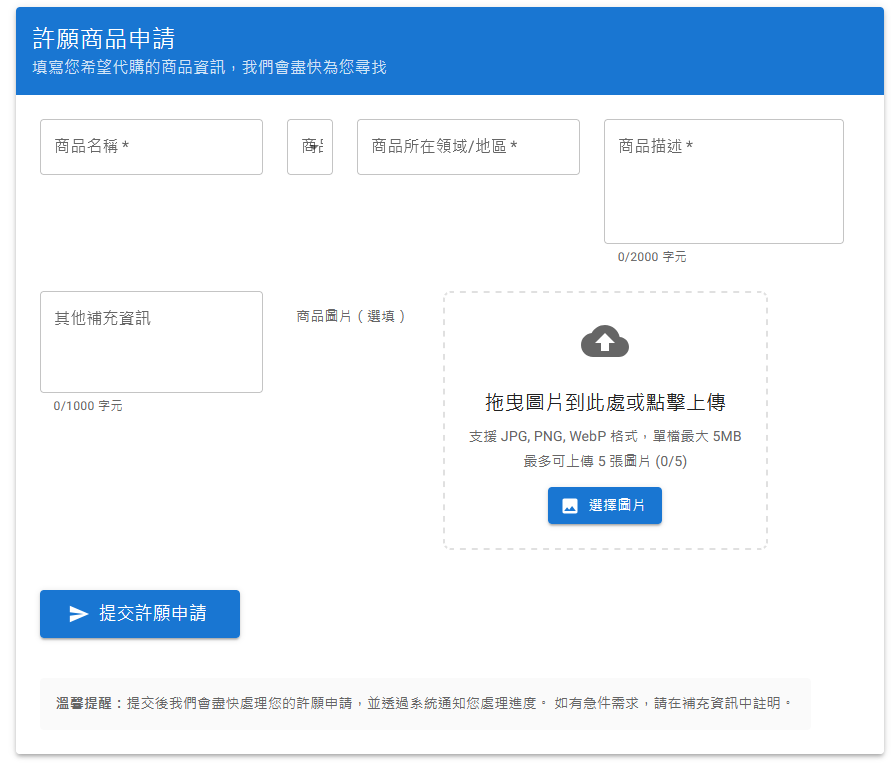 許願商品申請
填寫您希望代購的商品資訊，我們會盡快為您尋找
商品名稱 *
商
商品所在領域/地區 *
商品描述 *
0/2000 字元
其他補充資訊
0/1000 字元
商品圖片（選填）
拖曳圖片到此處或點擊上傳
支援 JPG, PNG, WebP 格式，單檔最大 5MB
最多可上傳 5 張圖片 (0/5)
選擇圖片
提交許願申請
溫馨提醒：提交後我們會盡快處理您的許願申請，並透過系統通知您處理進度。 如有急件需求，請在補充資訊中註明。